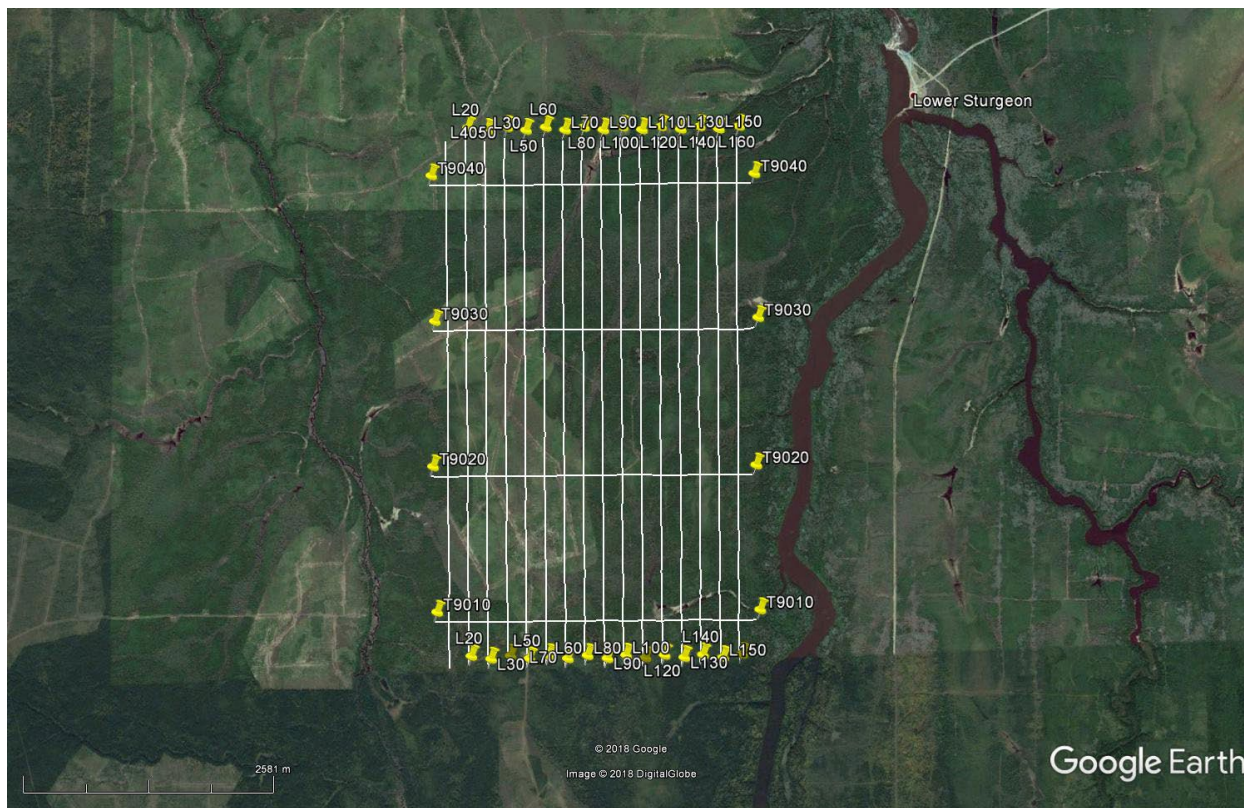 Lower Sturgeon
L20 L30 L60 L70 L90 L110 L130 L150
L4050 L50 L80 L100 L120 L140 L160
T9040 T9040
T9030 T9030
T9020 T9020
T9010 T9010
L20 L50 L60 L80 L100 L140 L150
L30 L70 L90 L120 L130
© 2018 Google
Image © 2018 DigitalGlobe
2581 m
Google Earth